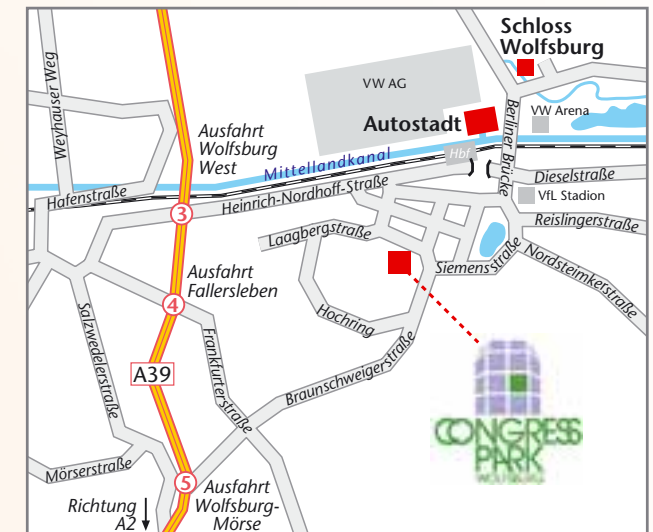 Schloss
Wolfsburg
Weyhauser Weg
VW AG
VW Arena
Autostadt
Berliner Brücke
Ausfahrt
Wolfsburg
West
Hbf
Mittellandkanal
Dieselstraße
Hafenstraße
VfL Stadion
Heinrich-Nordhoff-Straße
3
Reislingerstraße
Laagbergstraße
Siemensstraße
Nordsteimkerstraße
Ausfahrt
Fallersleben
4
Hochring
Salzwedelerstraße
Frankfurterstraße
A39
Braunschweigerstraße
CONGRESS
PARK
WOLFSBURG
Mörserstraße
5
Ausfahrt
Wolfsburg-
Mörse
Richtung
A2